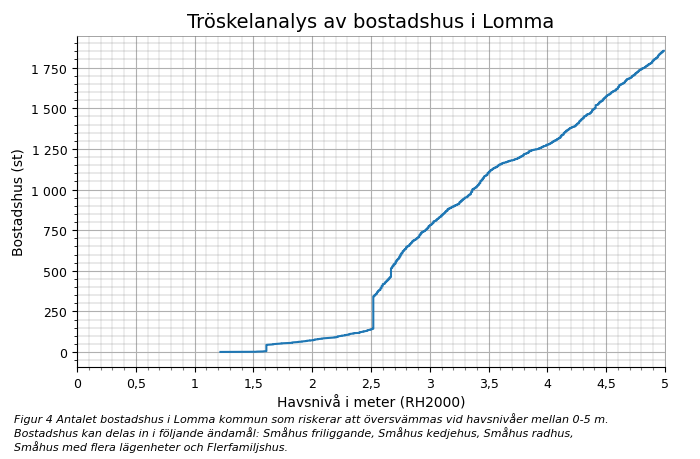 Tröskelanalys av bostadshus i Lomma
Bostadshus (st)
1 750
1 500
1 250
1 000
750
500
250
0
0 0,5 1 1,5 2 2,5 3 3,5 4 4,5 5
Havsnivå i meter (RH2000)
Figur 4 Antalet bostadshus i Lomma kommun som riskerar att översvämmas vid havsnivåer mellan 0-5 m.
Bostadshus kan delas in i följande ändamål: Småhus friliggande, Småhus kedjehus, Småhus radhus,
Småhus med flera lägenheter och Flerfamiljshus.